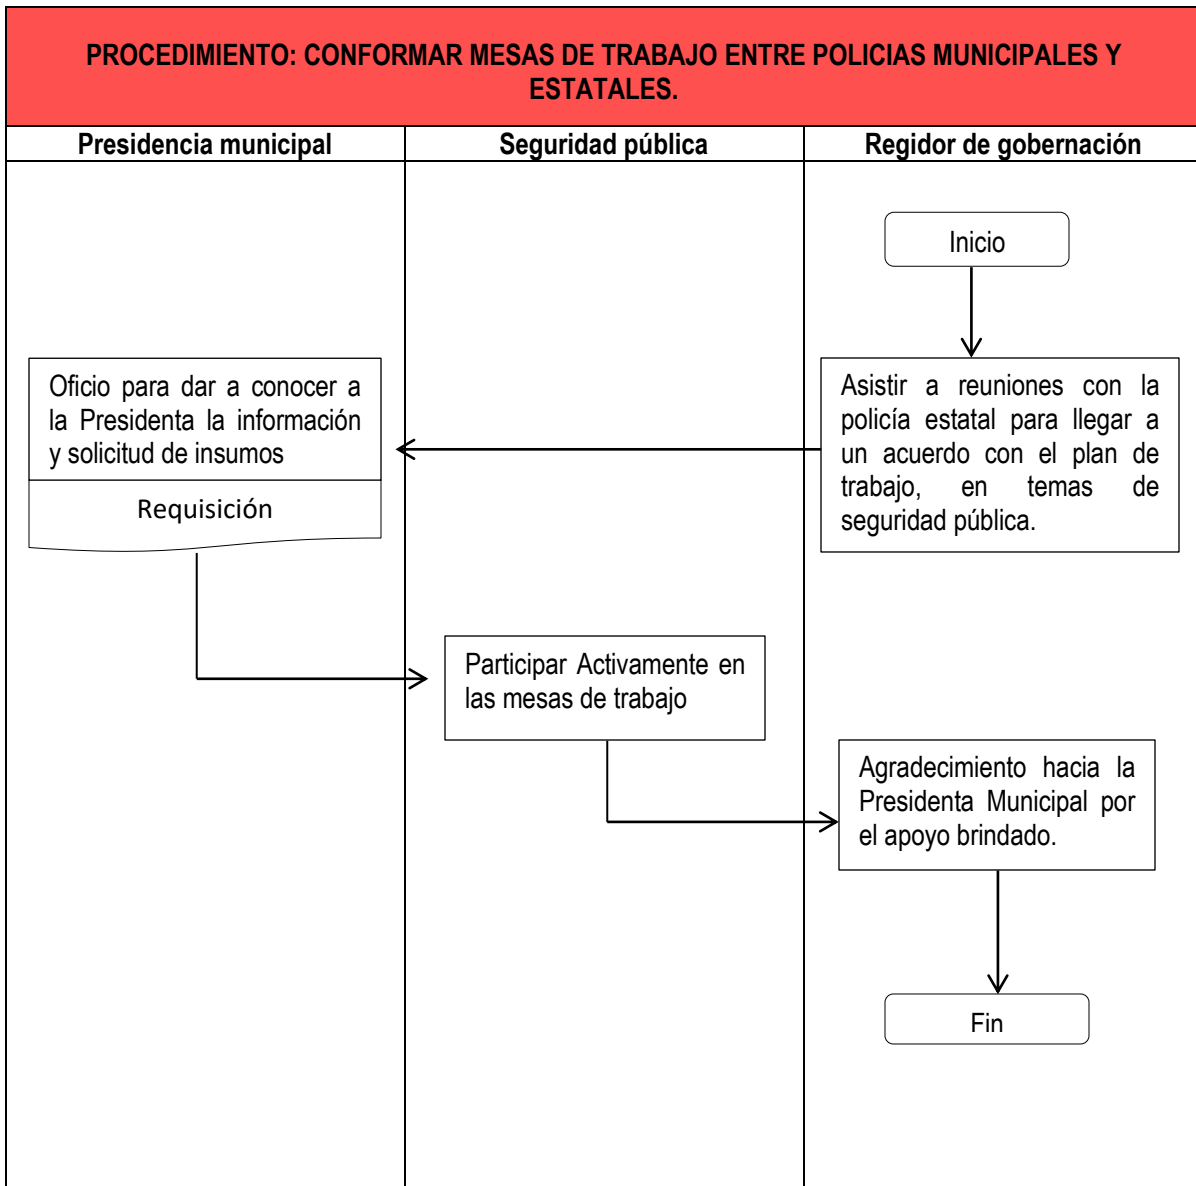 PROCEDIMIENTO: CONFORMAR MESAS DE TRABAJO ENTRE POLICIAS MUNICIPALES Y
ESTATALES.
Presidencia municipal
Seguridad pública
Regidor de gobernación
Inicio
Asistir a reuniones con la
policía estatal para llegar a
un acuerdo con el plan de
trabajo, en temas de
seguridad pública.
Oficio para dar a conocer a
la Presidenta la información
y solicitud de insumos
Requisición
Participar Activamente en
las mesas de trabajo
Agradecimiento hacia la
Presidenta Municipal por
el apoyo brindado.
Fin